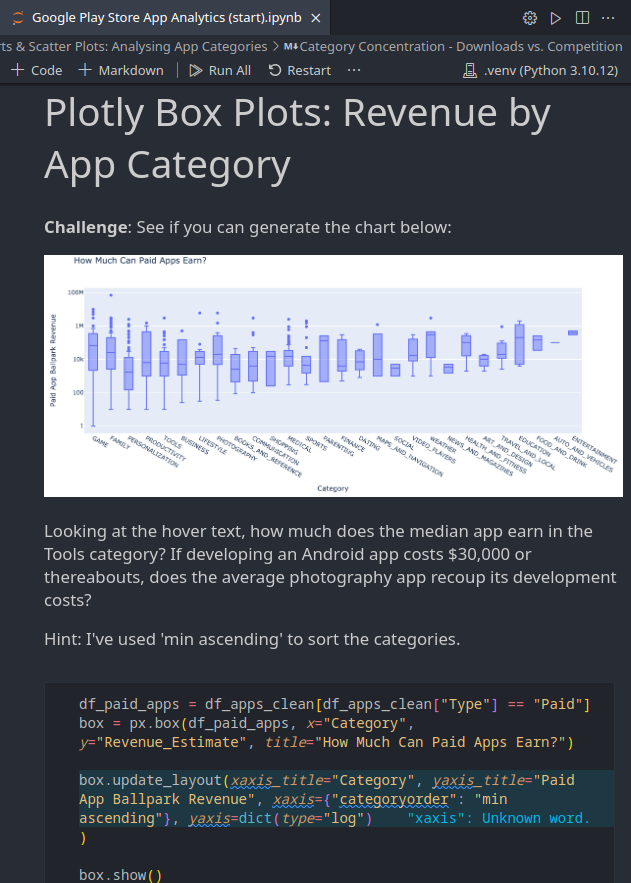 Google Play Store App Analytics (start).ipynb
rts & Scatter Plots: Analysing App Categories > M↓ Category Concentration - Downloads vs. Competition
+ Code + Markdown Run All Restart ··· .venv (Python 3.10.12)
Plotly Box Plots: Revenue by
App Category
Challenge: See if you can generate the chart below:
How Much Can Paid Apps Earn?
Paid App Ballpark Revenue
100M
1M
10k
100
1
GAME
FAMILY
PERSONALIZATION
PRODUCTIVITY
TOOLS
BUSINESS
LIFESTYLE
PHOTOGRAPHY
BOOKS_AND_REFERENCE
COMMUNICATION
SHOPPING
MEDICAL
SPORTS
PARENTING
FINANCE
DATING
MAPS_AND_NAVIGATION
SOCIAL
VIDEO_PLAYERS
WEATHER
NEWS_AND_MAGAZINES
HEALTH_AND_FITNESS
ART_AND_DESIGN
TRAVEL_AND_LOCAL
EDUCATION
FOOD_AND_DRINK
AUTO_AND_VEHICLES
ENTERTAINMENT
Category
Looking at the hover text, how much does the median app earn in the
Tools category? If developing an Android app costs $30,000 or
thereabouts, does the average photography app recoup its development
costs?
Hint: I've used 'min ascending' to sort the categories.
df_paid_apps = df_apps_clean[df_apps_clean["Type"] == "Paid"]
box = px.box(df_paid_apps, x="Category",
y="Revenue_Estimate", title="How Much Can Paid Apps Earn?")
box.update_layout(xaxis_title="Category", yaxis_title="Paid
App Ballpark Revenue", xaxis={"categoryorder": "min
ascending"}, yaxis=dict(type="log") "xaxis": Unknown word.
)
box.show()